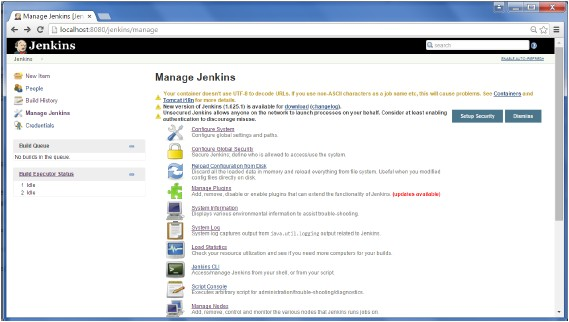 Manage Jenkins [Jen
localhost:8080/jenkins/manage
Jenkins
search
Jenkins
ENABLE AUTO REFRESH
New Item
People
Build History
Manage Jenkins
Credentials
Build Queue
No builds in the queue.
Build Executor Status
1 Idle
2 Idle
Manage Jenkins
Your container doesn't use UTF-8 to decode URLs. If you use non-ASCII characters as a job name etc, this will cause problems. See Containers and
Tomcat i18n for more details.
New version of Jenkins (1.625.1) is available for download (changelog).
Unsecured Jenkins allows anyone on the network to launch processes on your behalf. Consider at least enabling
authentication to discourage misuse.
Setup Security
Dismiss
Configure System
Configure global settings and paths.
Configure Global Security
Secure Jenkins; define who is allowed to access/use the system.
Reload Configuration from Disk
Discard all the loaded data in memory and reload everything from file system. Useful when you modified
config files directly on disk.
Manage Plugins
Add, remove, disable or enable plugins that can extend the functionality of Jenkins. (updates available)
System Information
Displays various environmental information to assist trouble-shooting.
System Log
System log captures output from java.util.logging output related to Jenkins.
Load Statistics
Check your resource utilization and see if you need more computers for your builds.
Jenkins CLI
Access/manage Jenkins from your shell, or from your script.
Script Console
Executes arbitrary script for administration/trouble-shooting/diagnostics.
Manage Nodes
Add, remove, control and monitor the various nodes that Jenkins runs jobs on.